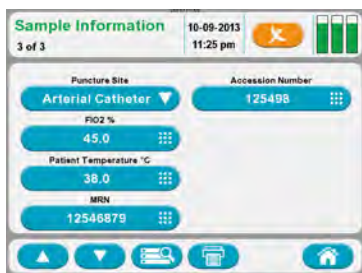 Sample Information
3 of 3
10-09-2013
11:25 pm
Puncture Site
Arterial Catheter
FIO2 %
45.0
Patient Temperature °C
38.0
MRN
12546879
Accession Number
125498